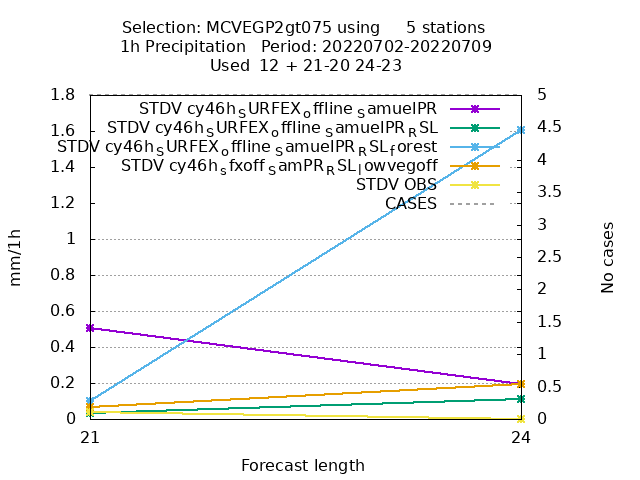 Selection: MCVEGP2gt075 using 5 stations
1h Precipitation Period: 20220702-20220709
Used 12 + 21-20 24-23
STDV cy46h_SURFEX_offline_SamueIPR
STDV cy46h_SURFEX_offline_SamueIPR_RSL
STDV cy46h_SURFEX_offline_SamueIPR_RSL_forest
STDV cy46h_sfxoff_SamPR_RSL_lowvegoff
STDV OBS
CASES
1.8
1.6
1.4
1.2
1
0.8
0.6
0.4
0.2
0
mm/1h
5
4.5
4
3.5
3
2.5
2
1.5
1
0.5
0
No cases
21
24
Forecast length